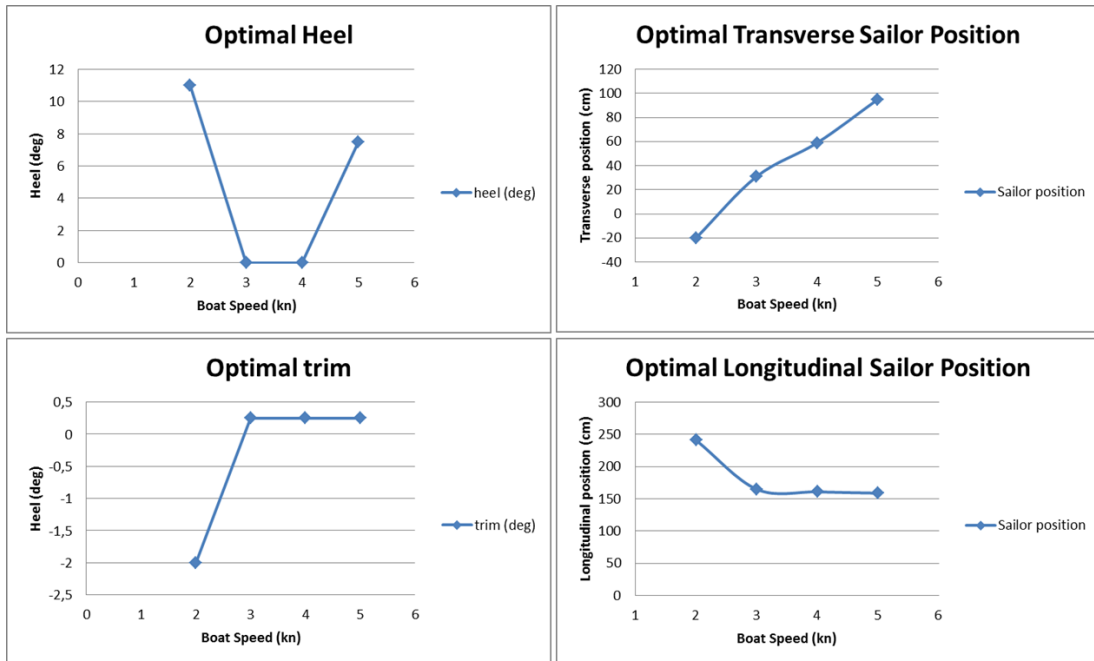 Optimal Heel
Heel (deg)
12
10
8
6
4
2
0
0 1 2 3 4 5 6
Boat Speed (kn)
heel (deg)
Optimal Transverse Sailor Position
Transverse position (cm)
120
100
80
60
40
20
0
-20
-40
1 2 3 4 5 6
Boat Speed (kn)
Sailor position
Optimal trim
Heel (deg)
0,5
0
-0,5
-1
-1,5
-2
-2,5
0 1 2 3 4 5 6
Boat Speed (kn)
trim (deg)
Optimal Longitudinal Sailor Position
Longitudinal position (cm)
300
250
200
150
100
50
0
1 2 3 4 5 6
Boat Speed (kn)
Sailor position